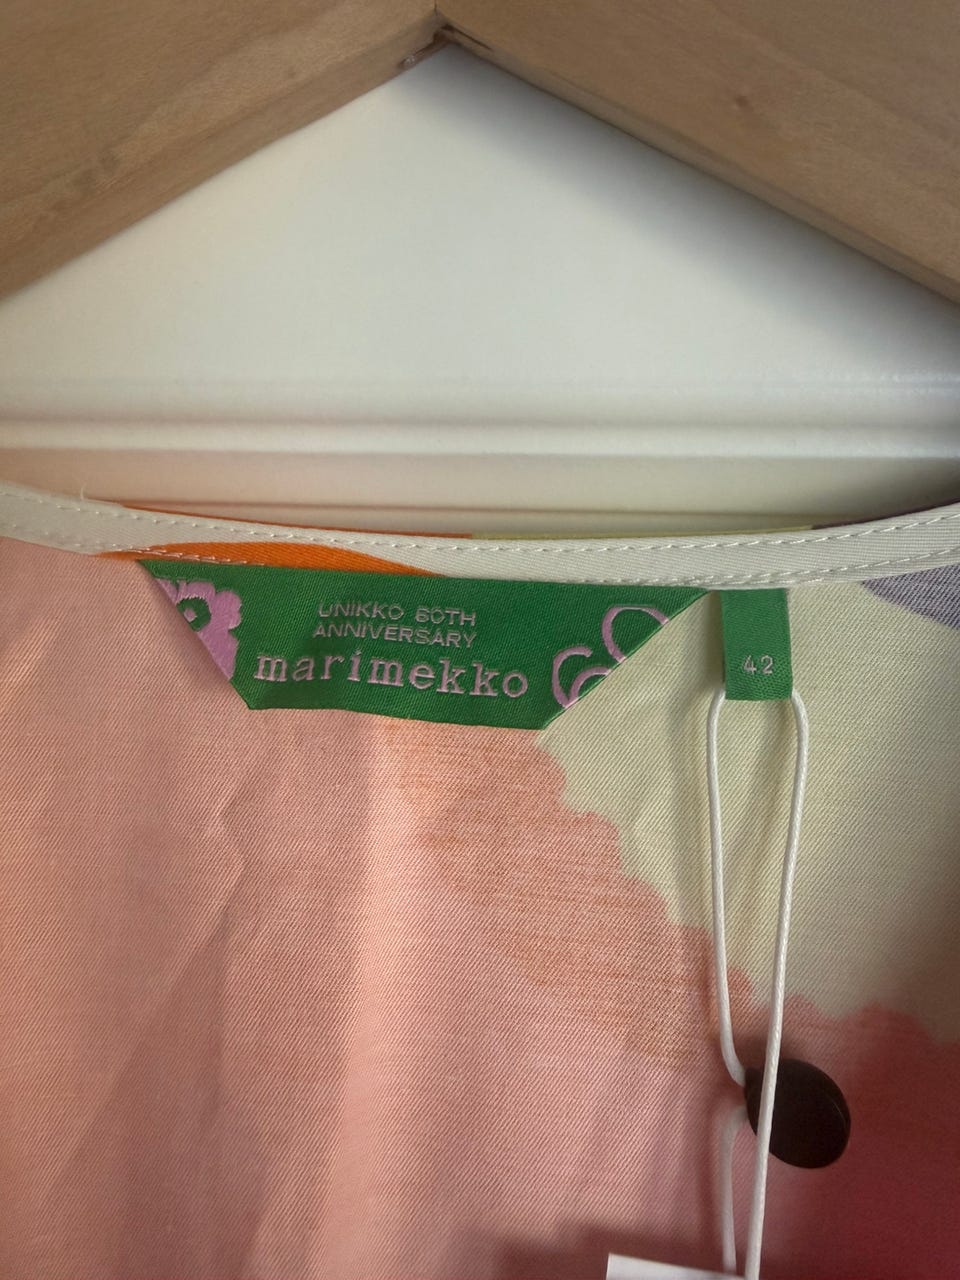 UNIKKO 60TH
ANNIVERSARY
marimekko
42